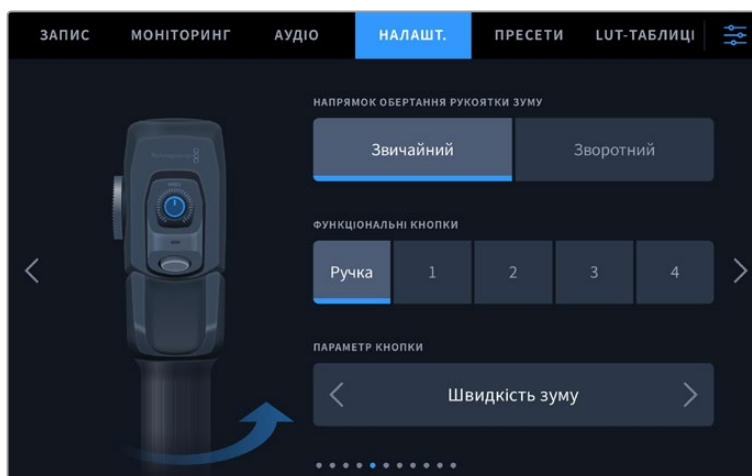 ЗАПИС МОНІТОРИНГ АУДІО НАЛАШТ. ПРЕСЕТИ LUT-ТАБЛИЦІ
НАПРЯМОК ОБЕРТАННЯ РУКОЯТКИ ЗУМУ
Звичайний Зворотний
ФУНКЦІОНАЛЬНІ КНОПКИ
Ручка 1 2 3 4
ПАРАМЕТР КНОПКИ
Швидкість зуму